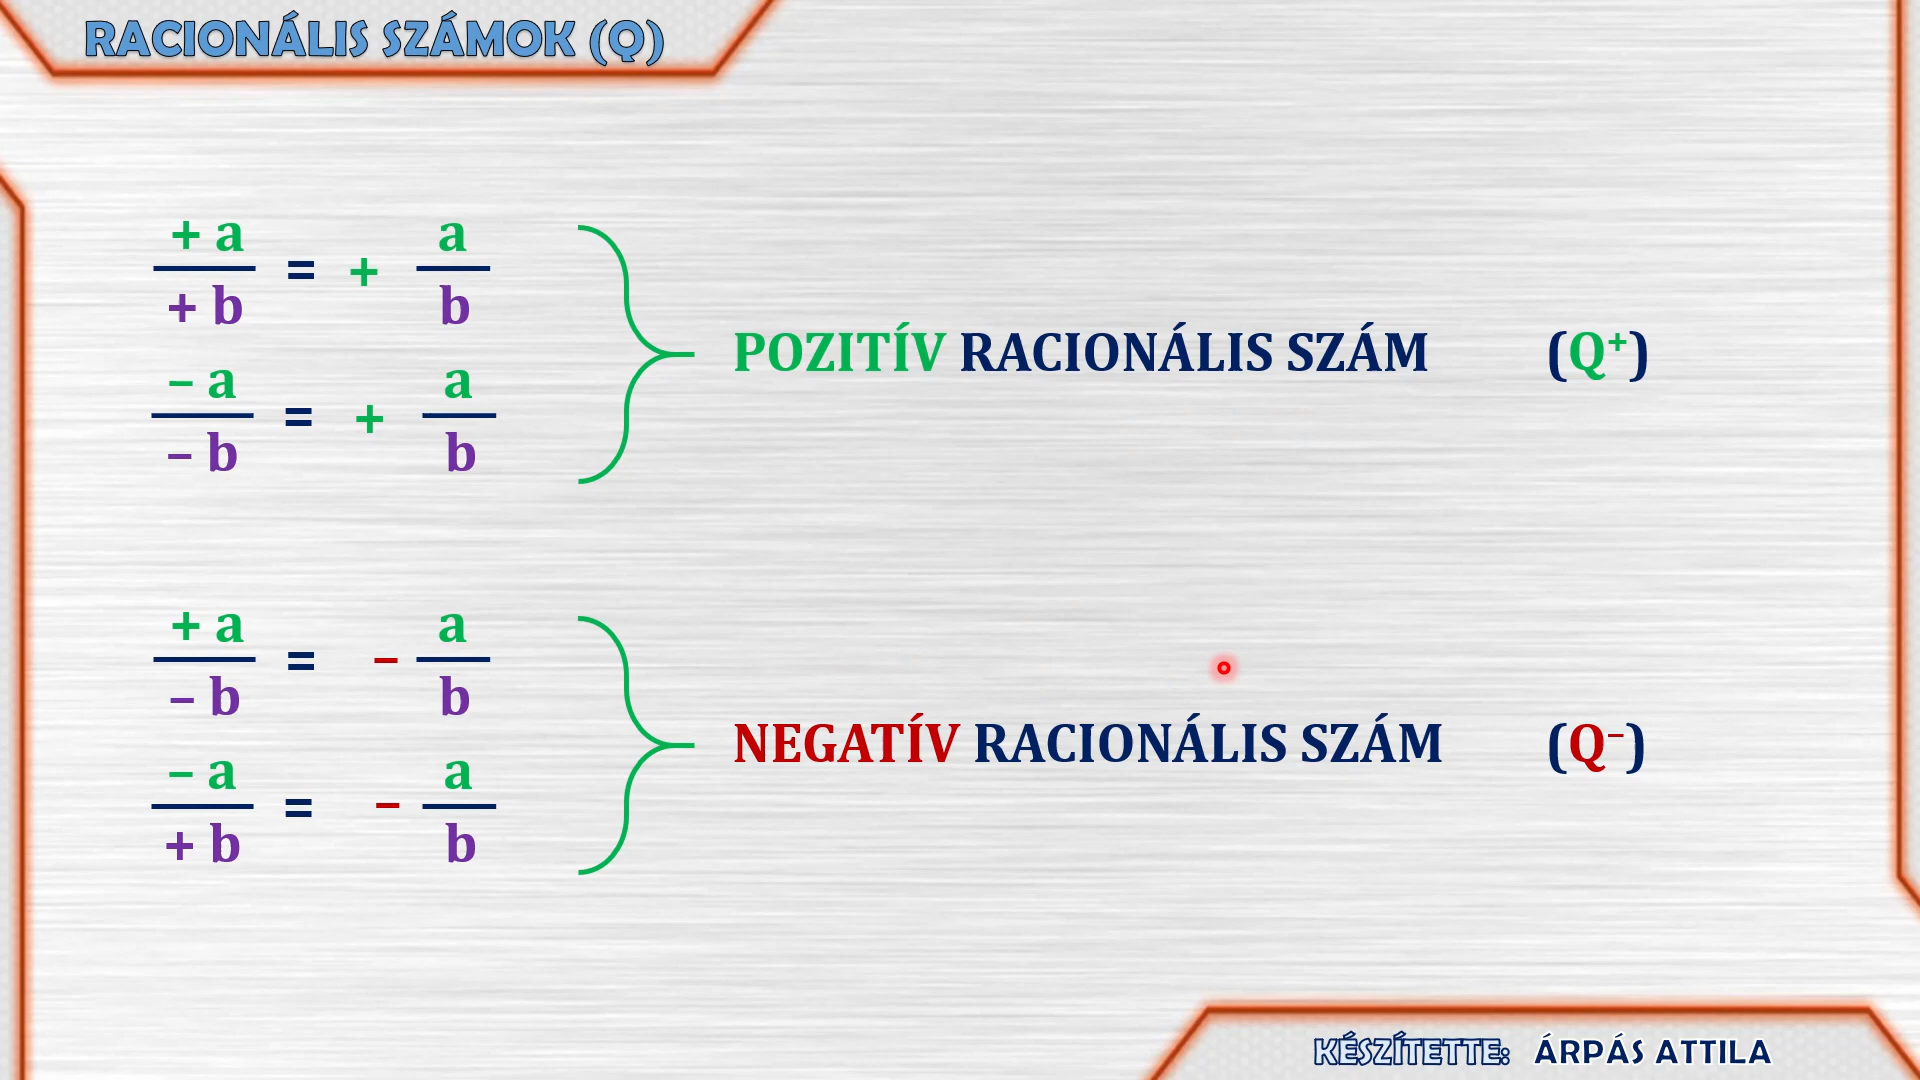 RACIONÁLIS SZÁMOK (Q)
+ a / + b = + a / b
– a / – b = + a / b
POZITÍV RACIONÁLIS SZÁM (Q⁺)
+ a / – b = – a / b
– a / + b = – a / b
NEGATÍV RACIONÁLIS SZÁM (Q⁻)
KÉSZÍTETTE: ÁRPÁS ATTILA